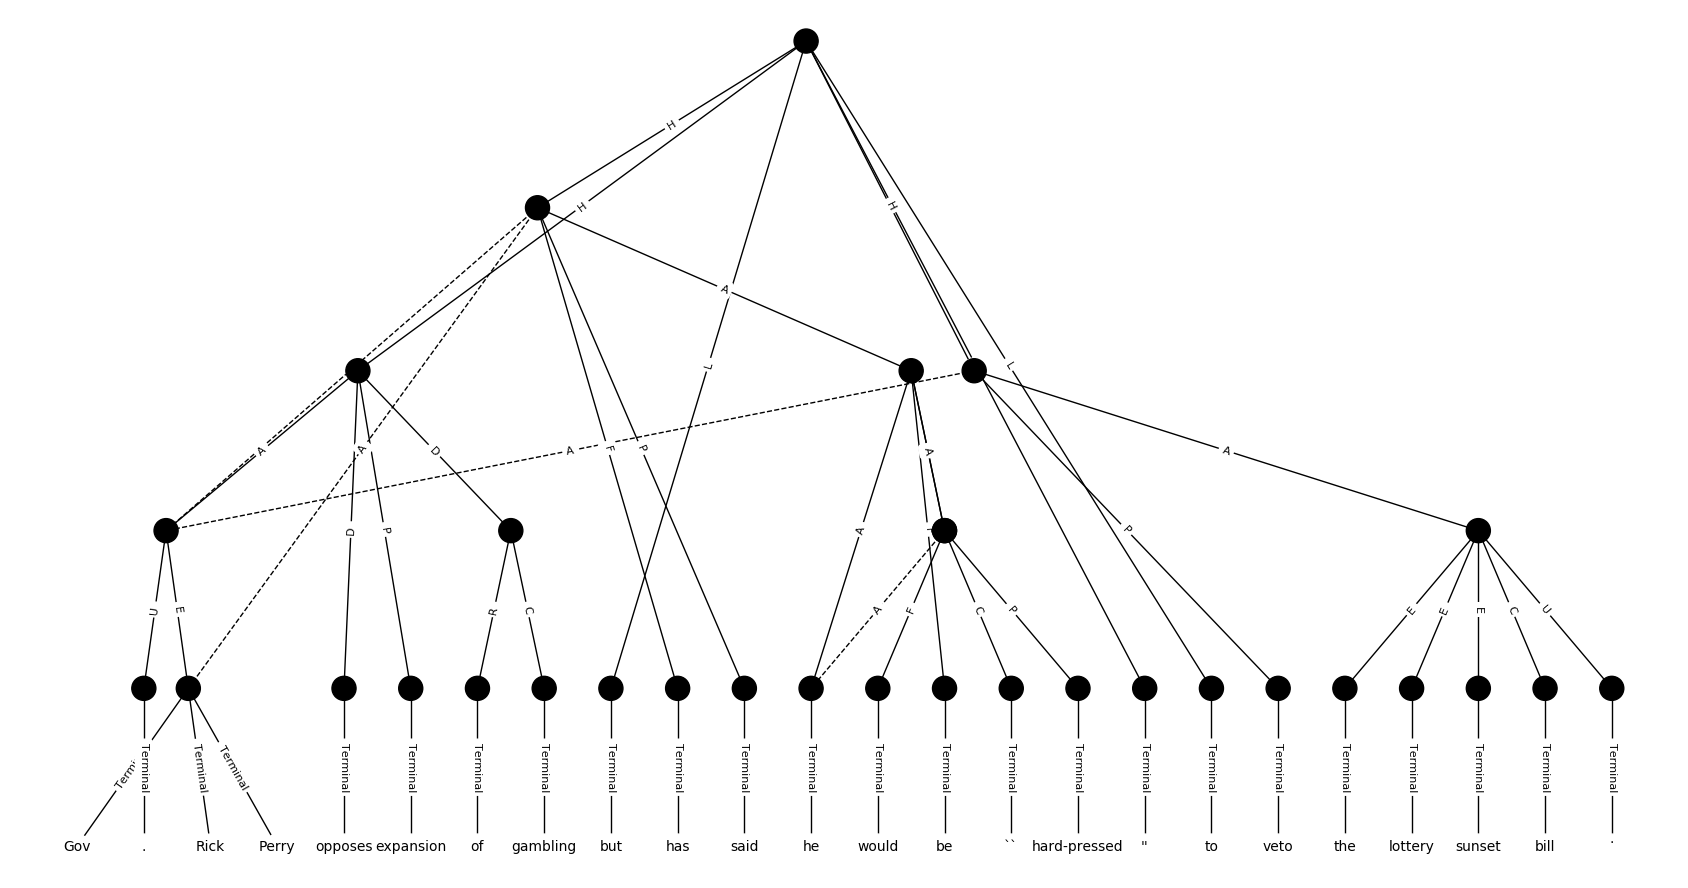 H
H
H
A
L
L
A
A
D
A
A
F
P
A
D
P
A
P
U
E
R
C
A
F
C
P
E
E
E
C
U
Terminal Terminal Terminal Terminal Terminal Terminal Terminal Terminal Terminal Terminal Terminal Terminal Terminal Terminal Terminal Terminal Terminal Terminal Terminal Terminal Terminal Terminal Terminal
Gov . Rick Perry opposes expansion of gambling but has said he would be `` hard-pressed " to veto the lottery sunset bill .